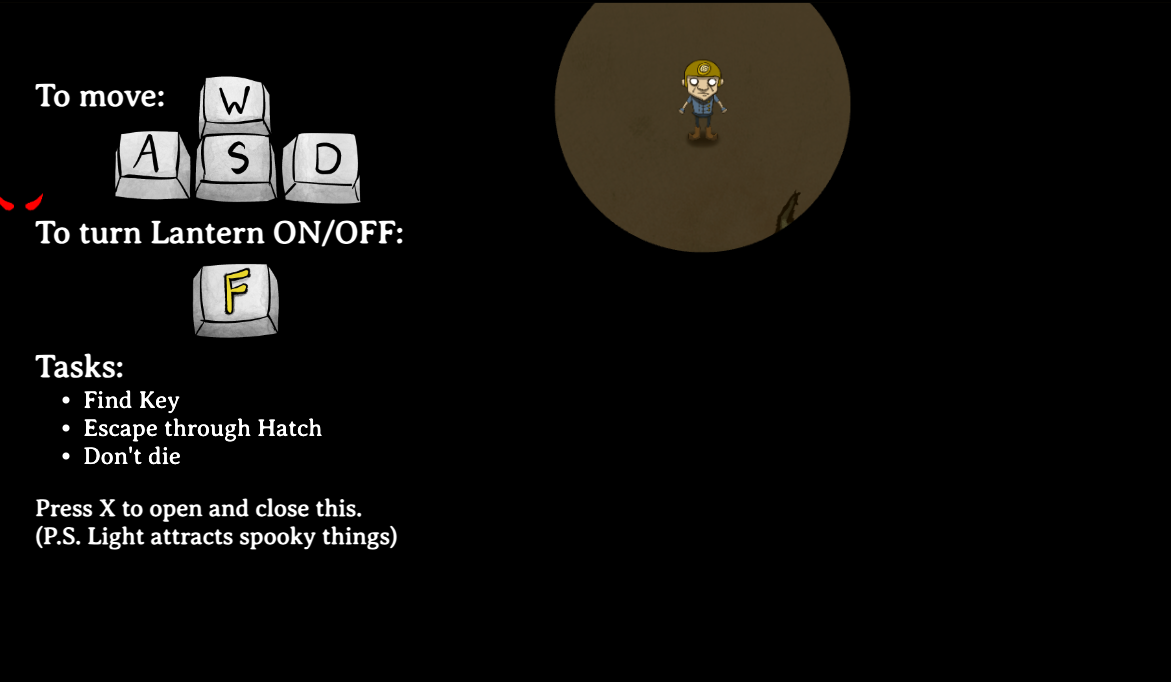 To move:
W
A S D
To turn Lantern ON/OFF:
F
Tasks:
• Find Key
• Escape through Hatch
• Don't die
Press X to open and close this.
(P.S. Light attracts spooky things)